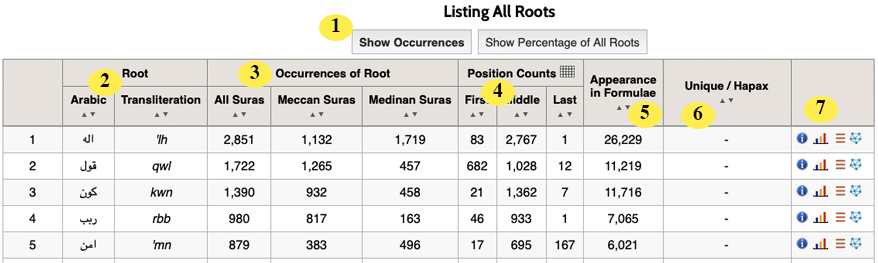 Listing All Roots
1
Show Occurrences Show Percentage of All Roots
2 Root 3 Occurrences of Root Position Counts Appearance in Formulae Unique / Hapax
Arabic Transliteration All Suras Meccan Suras Medinan Suras 4 Last 5 6 7
1 اله 'lh 2,851 1,132 1,719 83 2,767 1 26,229 -
2 قول qwl 1,722 1,265 457 682 1,028 12 11,219 -
3 كون kwn 1,390 932 458 21 1,362 7 11,716 -
4 ربب rbb 980 817 163 46 933 1 7,065 -
5 امن 'mn 879 383 496 17 695 167 6,021 -